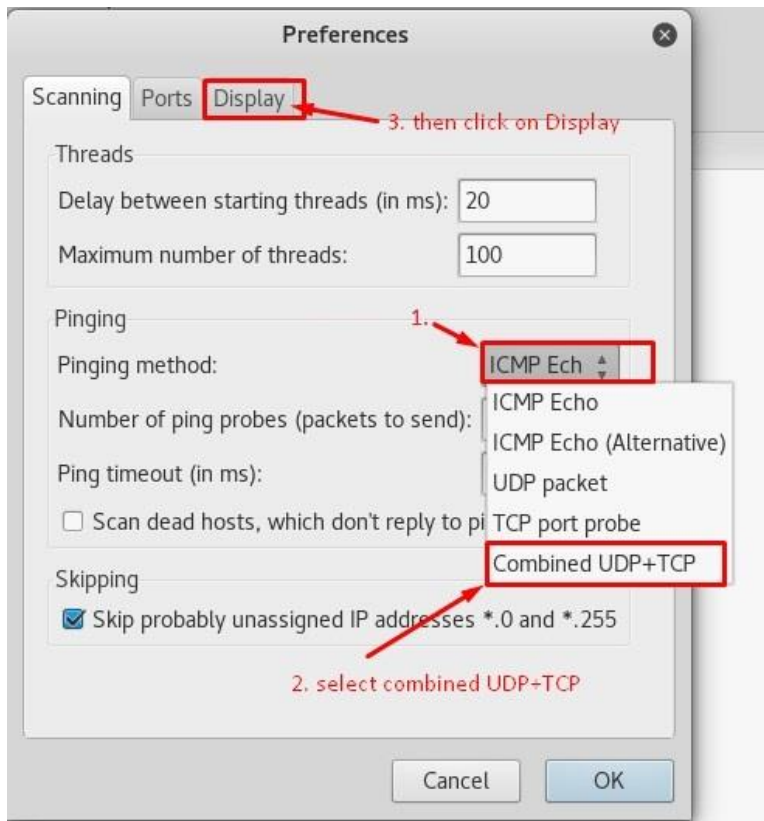 Preferences
Scanning Ports Display
3. then click on Display
Threads
Delay between starting threads (in ms): 20
Maximum number of threads: 100
Pinging
1.
Pinging method: ICMP Ech
ICMP Echo
Number of ping probes (packets to send):
ICMP Echo (Alternative)
Ping timeout (in ms):
UDP packet
Scan dead hosts, which don't reply to pi
TCP port probe
Combined UDP+TCP
Skipping
Skip probably unassigned IP addresses *.0 and *.255
2. select combined UDP+TCP
Cancel OK